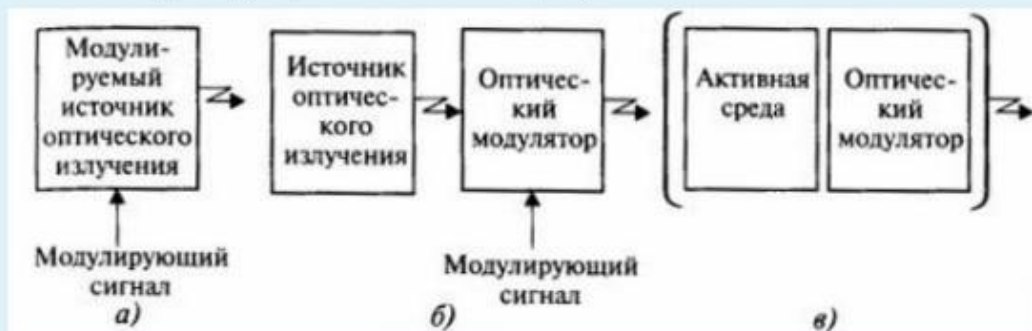 Модули-
руемый
источник
оптического
излучения
Модулирующий
сигнал
а)
Источник
оптичес-
кого
излучения
Оптичес-
кий
модулятор
Модулирующий
сигнал
б)
Активная
среда
Оптичес-
кий
модулятор
в)